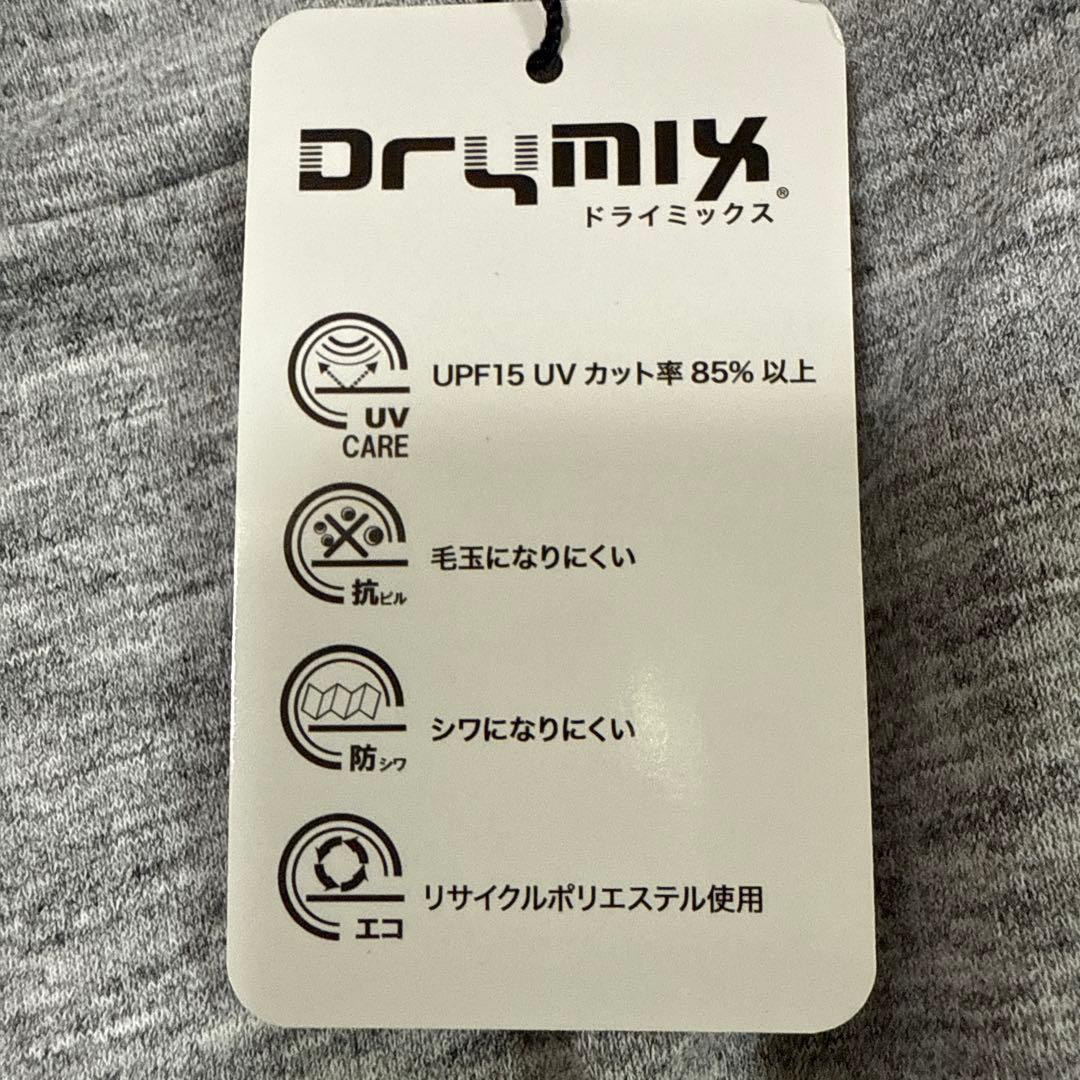 Drymix®
ドライミックス
UPF15 UV カット率 85% 以上
UV
CARE
毛玉になりにくい
抗ピル
シワになりにくい
防シワ
リサイクルポリエステル使用
エコ